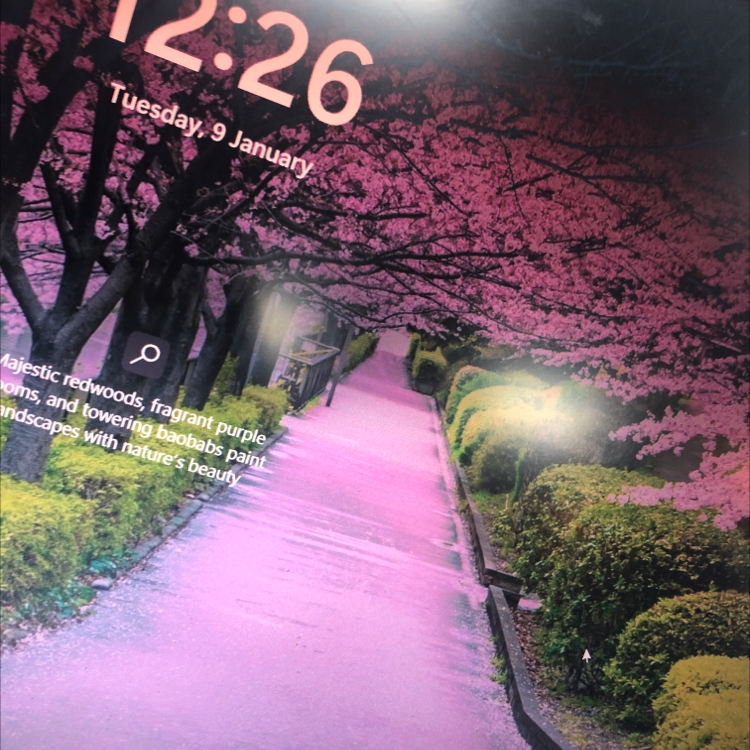 12:26
Tuesday, 9 January
Majestic redwoods, fragrant purple
ooms, and towering baobabs paint
andscapes with nature's beauty